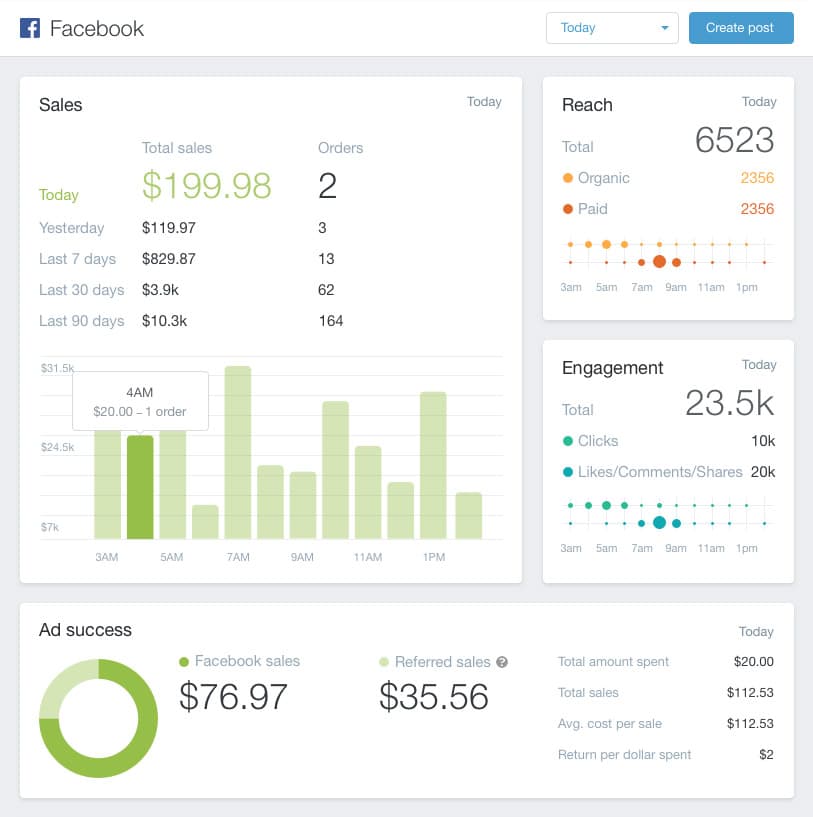 Facebook
Today
Create post
Sales
Today
Total sales Orders
Today $199.98 2
Yesterday $119.97 3
Last 7 days $829.87 13
Last 30 days $3.9k 62
Last 90 days $10.3k 164
$31.5k
4AM
$20.00 – 1 order
$24.5k
$7k
3AM 5AM 7AM 9AM 11AM 1PM
Reach
Today
Total 6523
Organic 2356
Paid 2356
3am 5am 7am 9am 11am 1pm
Engagement
Today
Total 23.5k
Clicks 10k
Likes/Comments/Shares 20k
3am 5am 7am 9am 11am 1pm
Ad success
Today
Facebook sales
$76.97
Referred sales ?
$35.56
Total amount spent $20.00
Total sales $112.53
Avg. cost per sale $112.53
Return per dollar spent $2